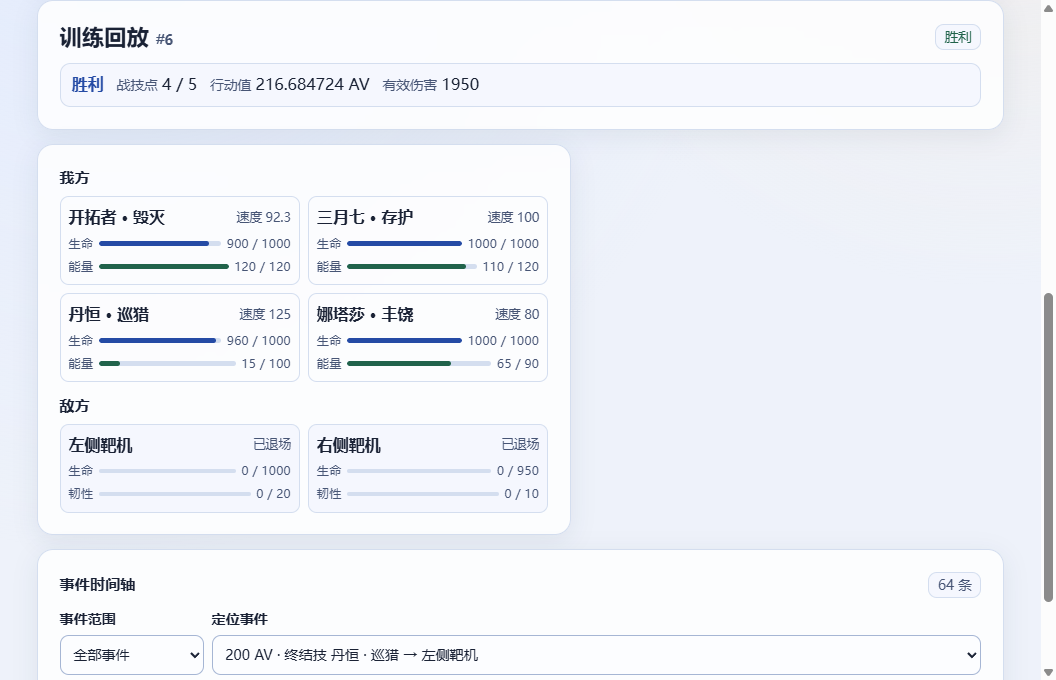 训练回放 #6 胜利
胜利 战技点 4 / 5 行动值 216.684724 AV 有效伤害 1950
我方
开拓者 • 毁灭 速度 92.3
生命 900 / 1000
能量 120 / 120
三月七 • 存护 速度 100
生命 1000 / 1000
能量 110 / 120
丹恒 • 巡猎 速度 125
生命 960 / 1000
能量 15 / 100
娜塔莎 • 丰饶 速度 80
生命 1000 / 1000
能量 65 / 90
敌方
左侧靶机 已退场
生命 0 / 1000
韧性 0 / 20
右侧靶机 已退场
生命 0 / 950
韧性 0 / 10
事件时间轴 64 条
事件范围 定位事件
全部事件 200 AV · 终结技 丹恒 · 巡猎 → 左侧靶机